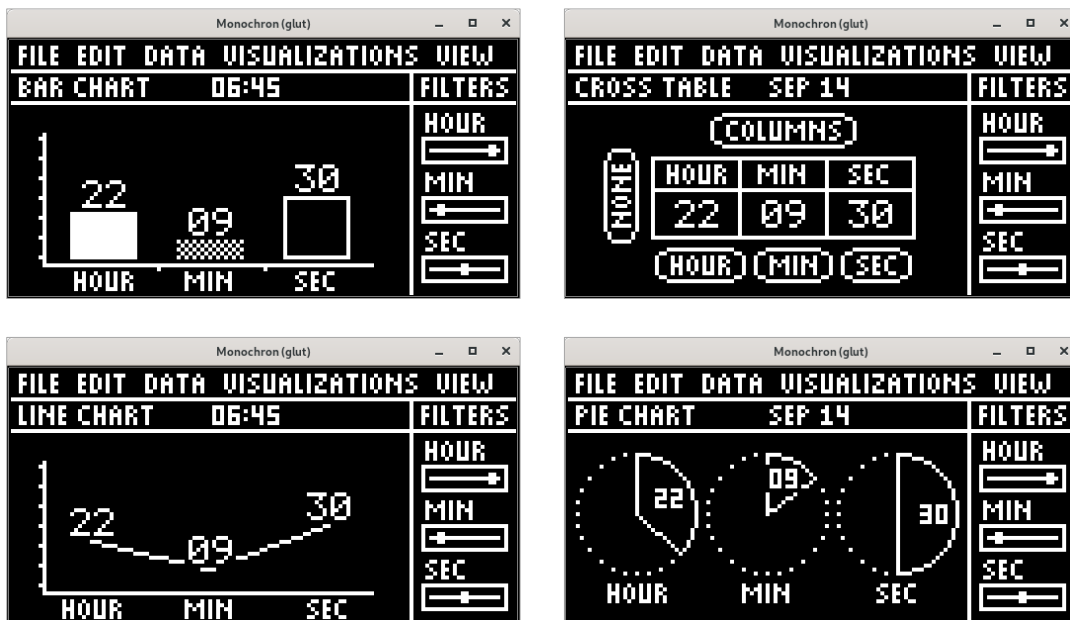 Monochron (glut)
FILE EDIT DATA VISUALIZATIONS VIEW
BAR CHART 06:45 FILTERS
HOUR
MIN
SEC
22 09 30
HOUR MIN SEC
Monochron (glut)
FILE EDIT DATA VISUALIZATIONS VIEW
CROSS TABLE SEP 14 FILTERS
HOUR
MIN
SEC
COLUMNS
NONE
HOUR MIN SEC
22 09 30
HOUR MIN SEC
Monochron (glut)
FILE EDIT DATA VISUALIZATIONS VIEW
LINE CHART 06:45 FILTERS
HOUR
MIN
SEC
22 09 30
HOUR MIN SEC
Monochron (glut)
FILE EDIT DATA VISUALIZATIONS VIEW
PIE CHART SEP 14 FILTERS
HOUR
MIN
SEC
22 09 30
HOUR MIN SEC